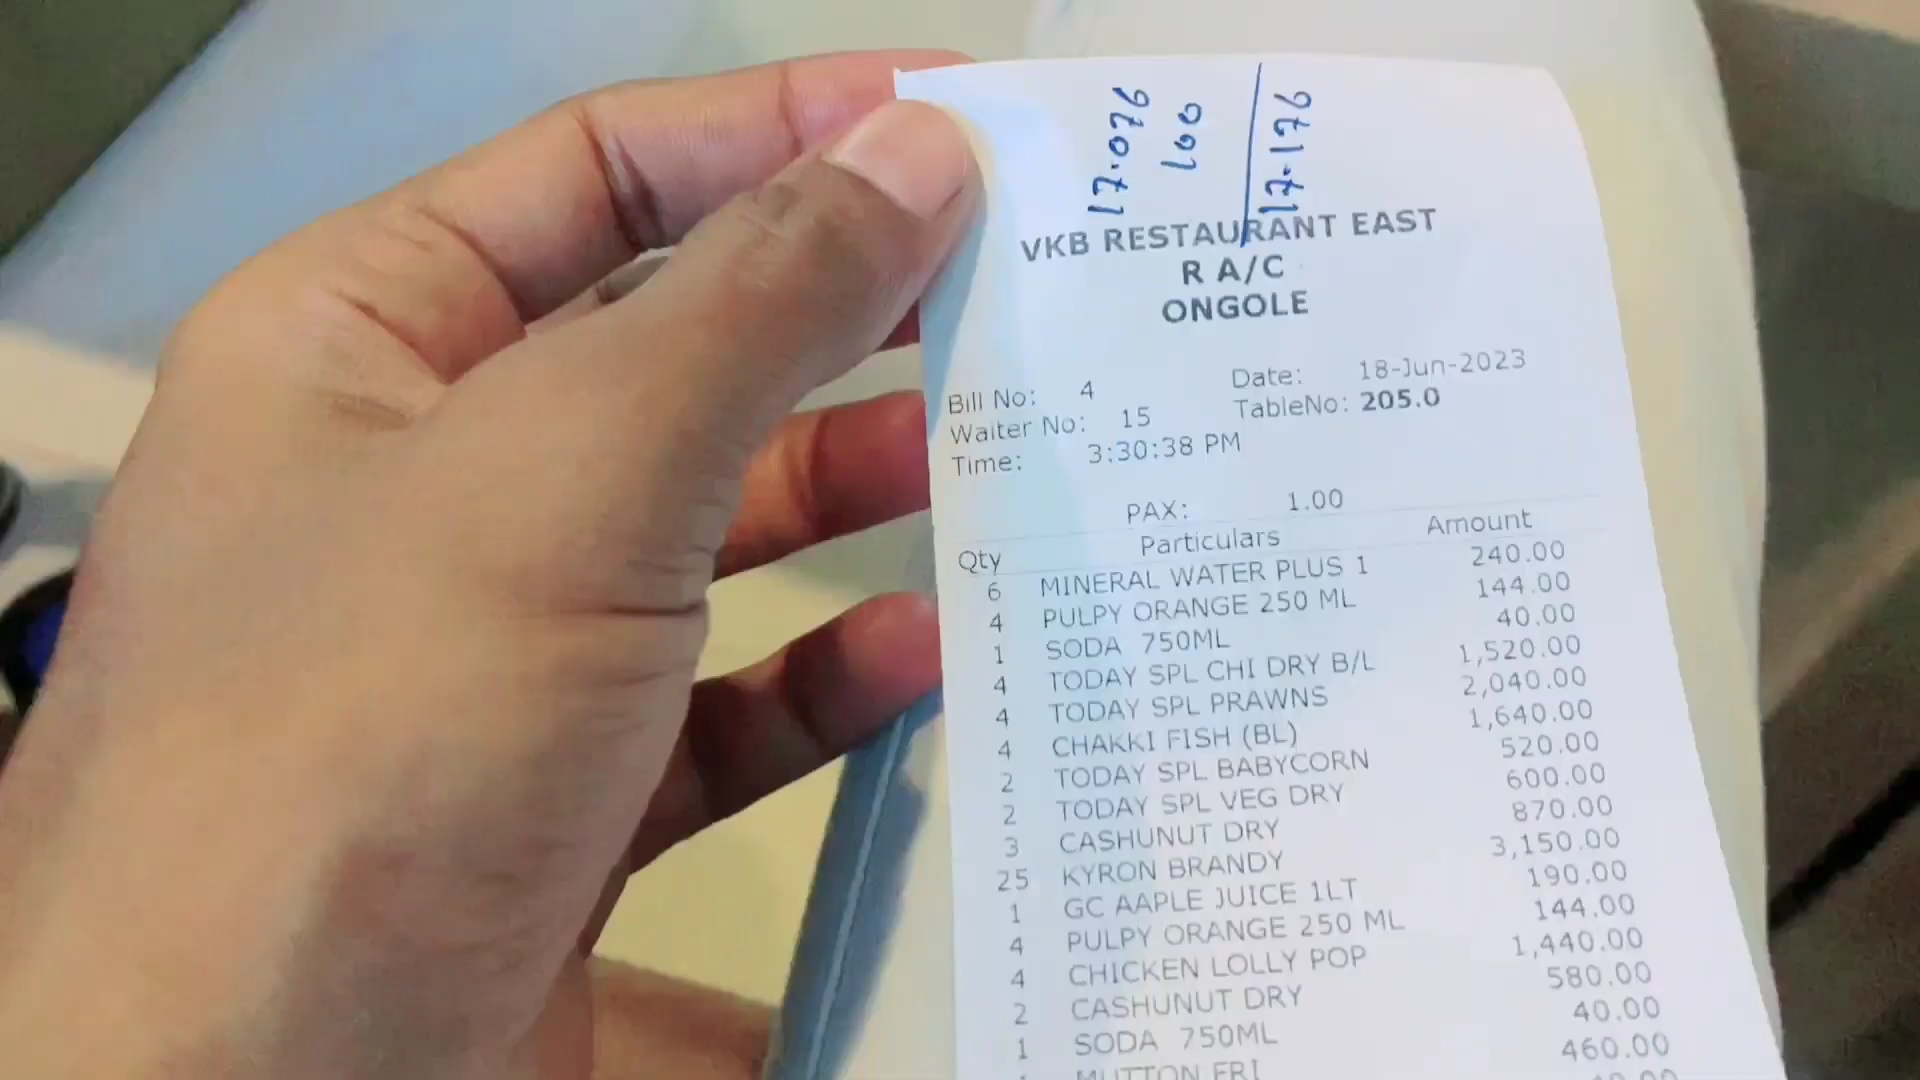 17.076
100
17.176
VKB RESTAURANT EAST
R A/C
ONGOLE
Bill No: 4 Date: 18-Jun-2023
Waiter No: 15 TableNo: 205.0
Time: 3:30:38 PM
PAX: 1.00
Qty Particulars Amount
6 MINERAL WATER PLUS 1 240.00
4 PULPY ORANGE 250 ML 144.00
1 SODA 750ML 40.00
4 TODAY SPL CHI DRY B/L 1,520.00
4 TODAY SPL PRAWNS 2,040.00
4 CHAKKI FISH (BL) 1,640.00
2 TODAY SPL BABYCORN 520.00
2 TODAY SPL VEG DRY 600.00
3 CASHUNUT DRY 870.00
25 KYRON BRANDY 3,150.00
1 GC AAPLE JUICE 1LT 190.00
4 PULPY ORANGE 250 ML 144.00
4 CHICKEN LOLLY POP 1,440.00
2 CASHUNUT DRY 580.00
1 SODA 750ML 40.00
1 MUTTON FRI 460.00